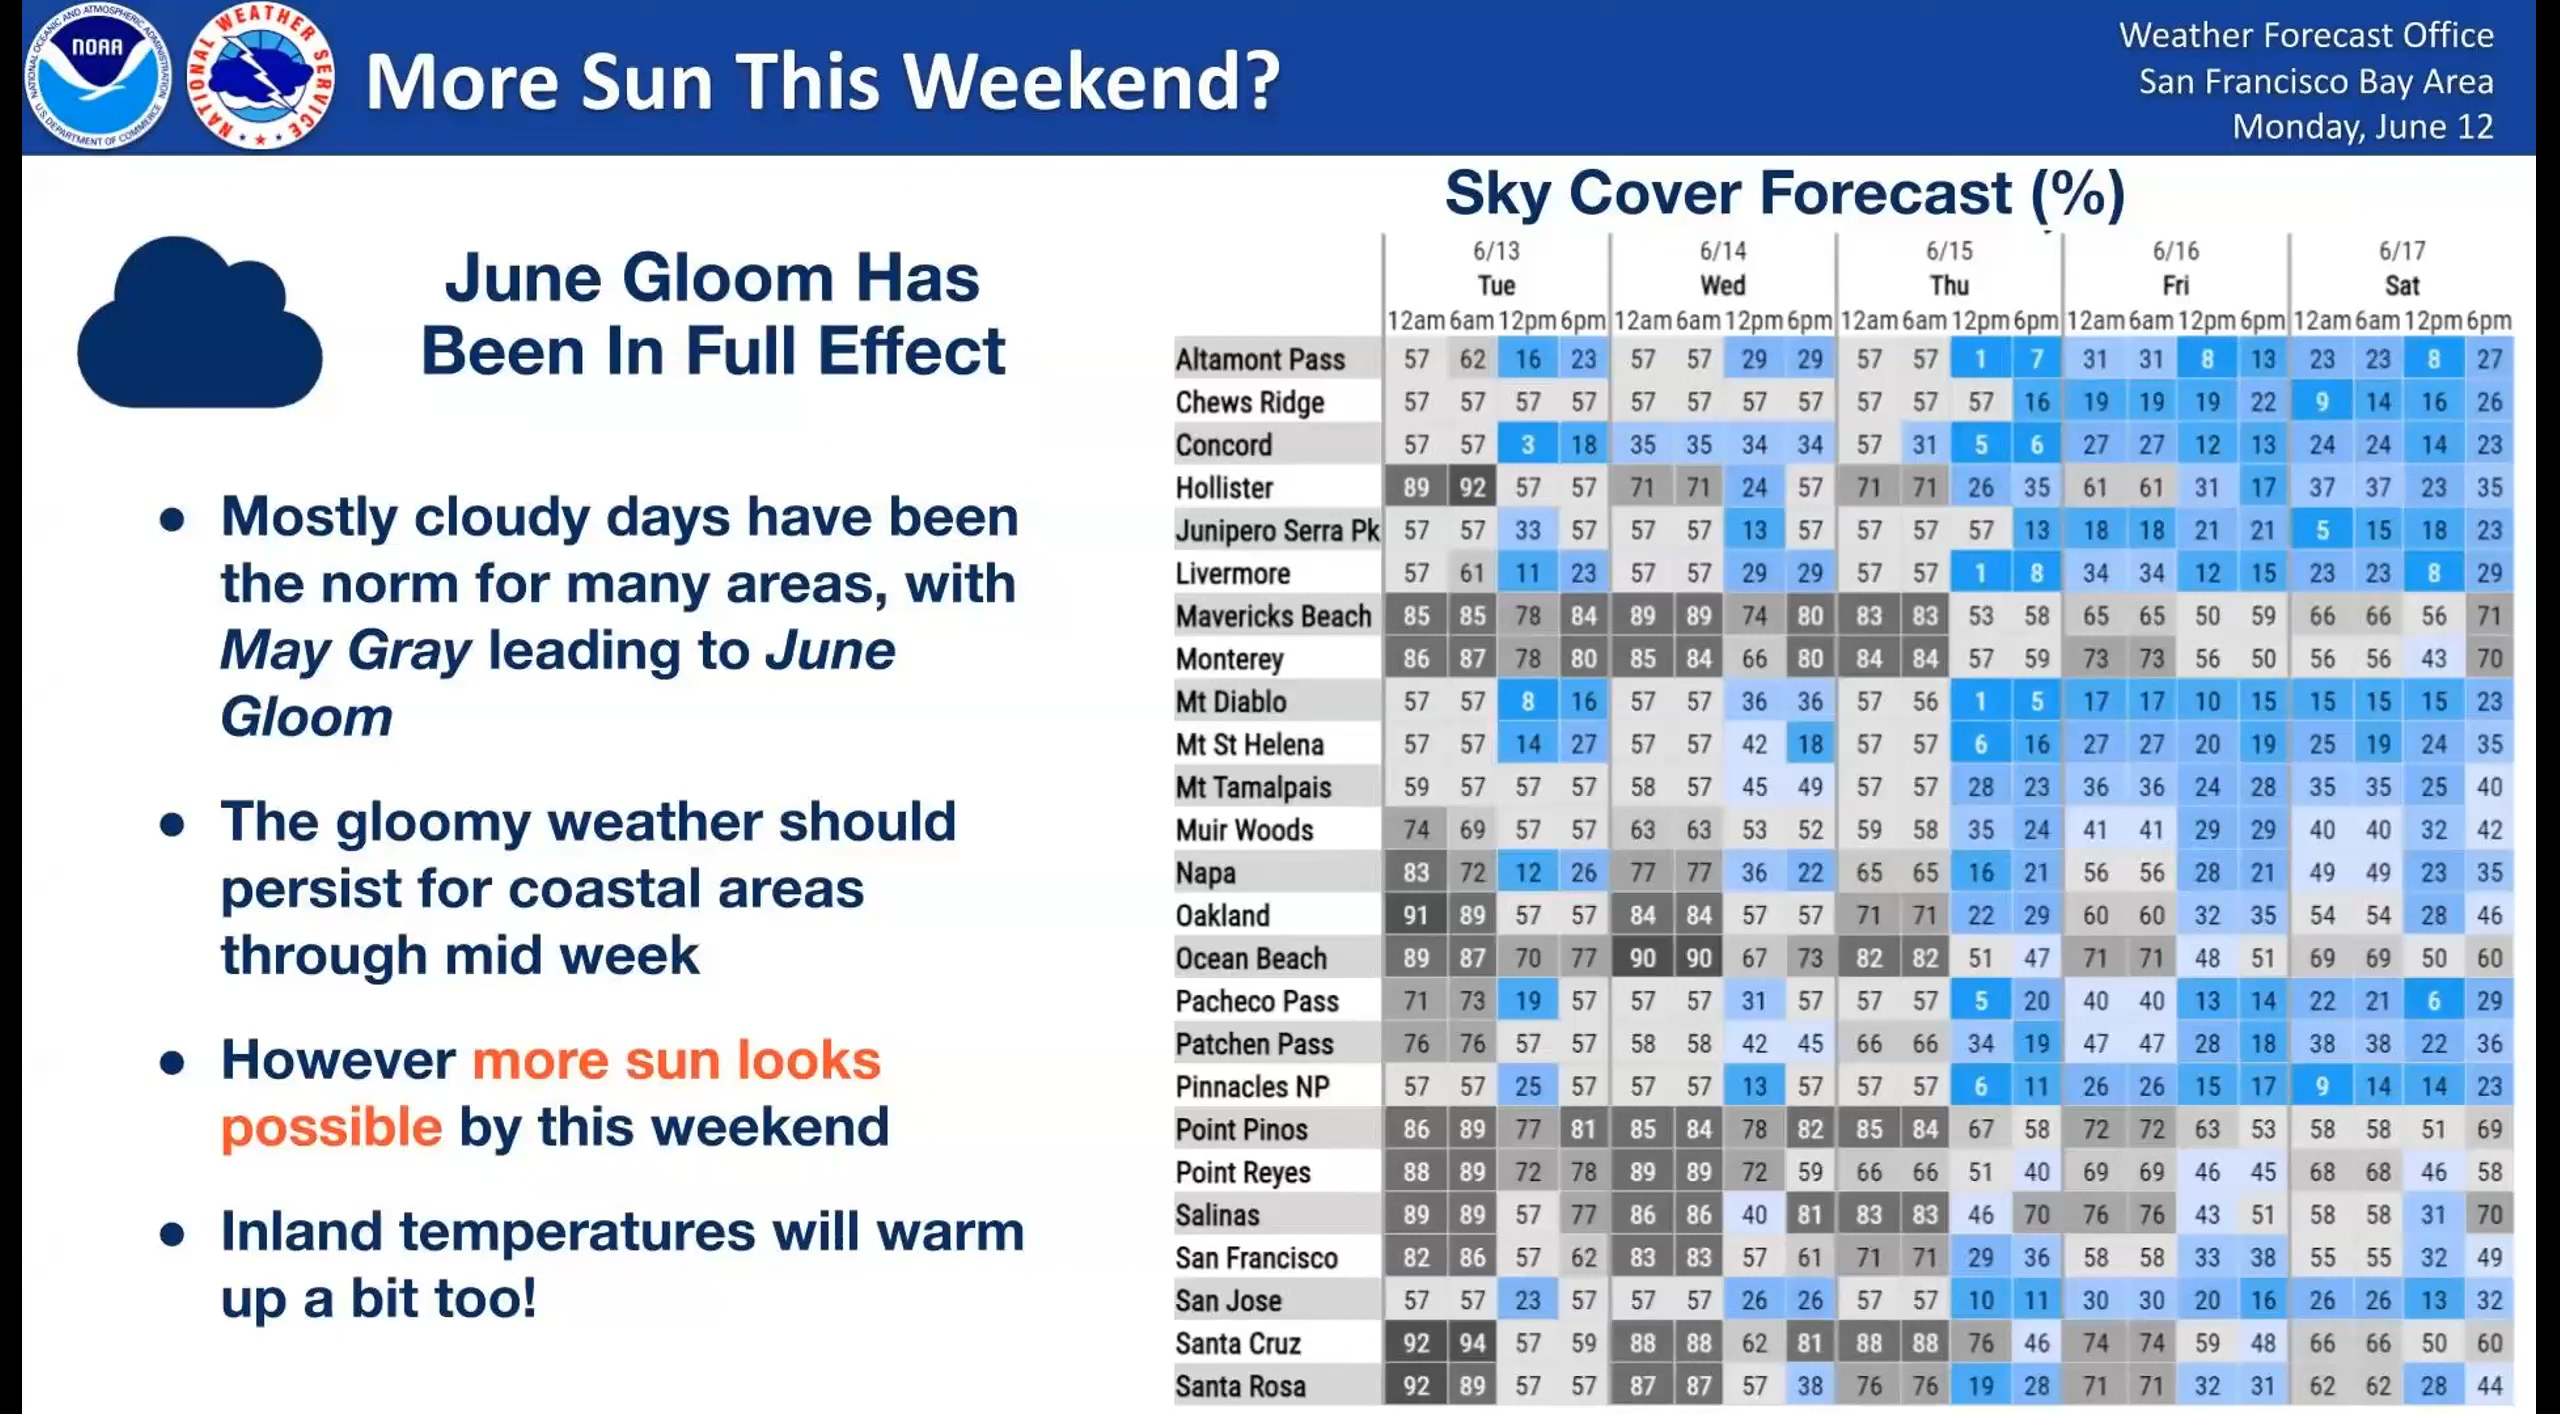 NATIONAL OCEANIC AND ATMOSPHERIC ADMINISTRATION
NOAA
U.S. DEPARTMENT OF COMMERCE
NATIONAL WEATHER SERVICE
More Sun This Weekend?
Weather Forecast Office
San Francisco Bay Area
Monday, June 12
June Gloom Has
Been In Full Effect
● Mostly cloudy days have been
the norm for many areas, with
May Gray leading to June
Gloom
● The gloomy weather should
persist for coastal areas
through mid week
● However more sun looks
possible by this weekend
● Inland temperatures will warm
up a bit too!
Sky Cover Forecast (%)
6/13 6/14 6/15 6/16 6/17
Tue Wed Thu Fri Sat
12am 6am 12pm 6pm 12am 6am 12pm 6pm 12am 6am 12pm 6pm 12am 6am 12pm 6pm 12am 6am 12pm 6pm
Altamont Pass 57 62 16 23 57 57 29 29 57 57 1 7 31 31 8 13 23 23 8 27
Chews Ridge 57 57 57 57 57 57 57 57 57 57 57 16 19 19 19 22 9 14 16 26
Concord 57 57 3 18 35 35 34 34 57 31 5 6 27 27 12 13 24 24 14 23
Hollister 89 92 57 57 71 71 24 57 71 71 26 35 61 61 31 17 37 37 23 35
Junipero Serra Pk 57 57 33 57 57 57 13 57 57 57 57 13 18 18 21 21 5 15 18 23
Livermore 57 61 11 23 57 57 29 29 57 57 1 8 34 34 12 15 23 23 8 29
Mavericks Beach 85 85 78 84 89 89 74 80 83 83 53 58 65 65 50 59 66 66 56 71
Monterey 86 87 78 80 85 84 66 80 84 84 57 59 73 73 56 50 56 56 43 70
Mt Diablo 57 57 8 16 57 57 36 36 57 56 1 5 17 17 10 15 15 15 15 23
Mt St Helena 57 57 14 27 57 57 42 18 57 57 6 16 27 27 20 19 25 19 24 35
Mt Tamalpais 59 57 57 57 58 57 45 49 57 57 28 23 36 36 24 28 35 35 25 40
Muir Woods 74 69 57 57 63 63 53 52 59 58 35 24 41 41 29 29 40 40 32 42
Napa 83 72 12 26 77 77 36 22 65 65 16 21 56 56 28 21 49 49 23 35
Oakland 91 89 57 57 84 84 57 57 71 71 22 29 60 60 32 35 54 54 28 46
Ocean Beach 89 87 70 77 90 90 67 73 82 82 51 47 71 71 48 51 69 69 50 60
Pacheco Pass 71 73 19 57 57 57 31 57 57 57 5 20 40 40 13 14 22 21 6 29
Patchen Pass 76 76 57 57 58 58 42 45 66 66 34 19 47 47 28 18 38 38 22 36
Pinnacles NP 57 57 25 57 57 57 13 57 57 57 6 11 26 26 15 17 9 14 14 23
Point Pinos 86 89 77 81 85 84 78 82 85 84 67 58 72 72 63 53 58 58 51 69
Point Reyes 88 89 72 78 89 89 72 59 66 66 51 40 69 69 46 45 68 68 46 58
Salinas 89 89 57 77 86 86 40 81 83 83 46 70 76 76 43 51 58 58 31 70
San Francisco 82 86 57 62 83 83 57 61 71 71 29 36 58 58 33 38 55 55 32 49
San Jose 57 57 23 57 57 57 26 26 57 57 10 11 30 30 20 16 26 26 13 32
Santa Cruz 92 94 57 59 88 88 62 81 88 88 76 46 74 74 59 48 66 66 50 60
Santa Rosa 92 89 57 57 87 87 57 38 76 76 19 28 71 71 32 31 62 62 28 44